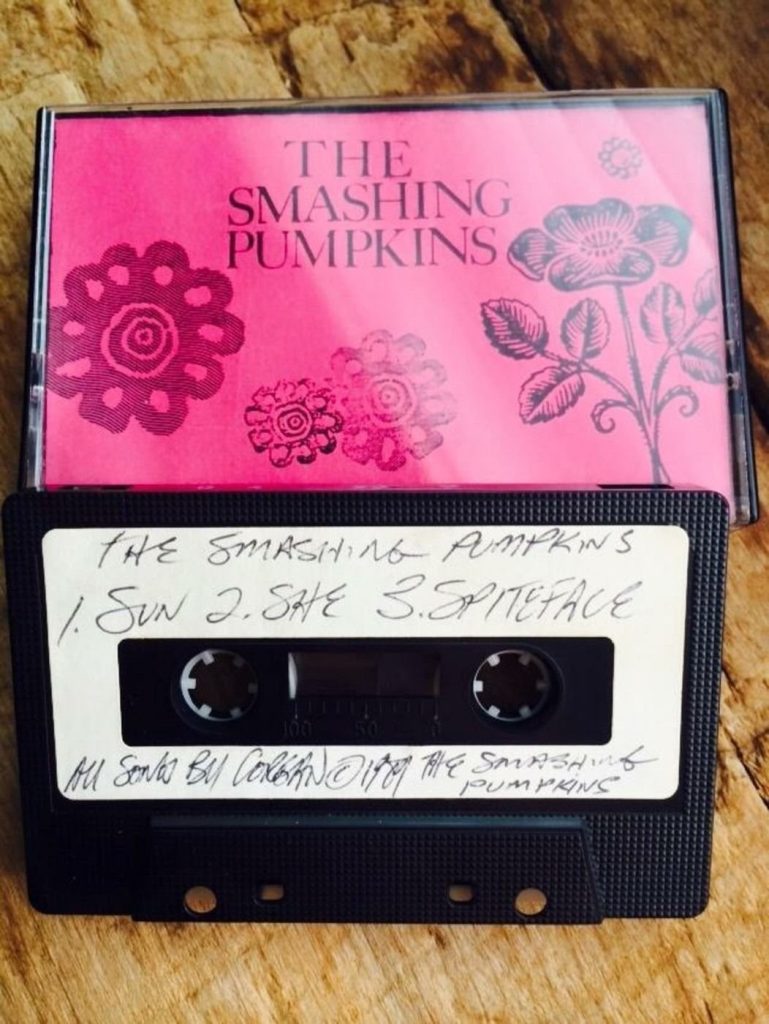 THE
SMASHING
PUMPKINS
THE SMASHING PUMPKINS
1. SUN 2. SHE 3. SPITEFACE
100 50 0
All SONGS By CORGAN © 1989 THE SMASHING
PUMPKINS